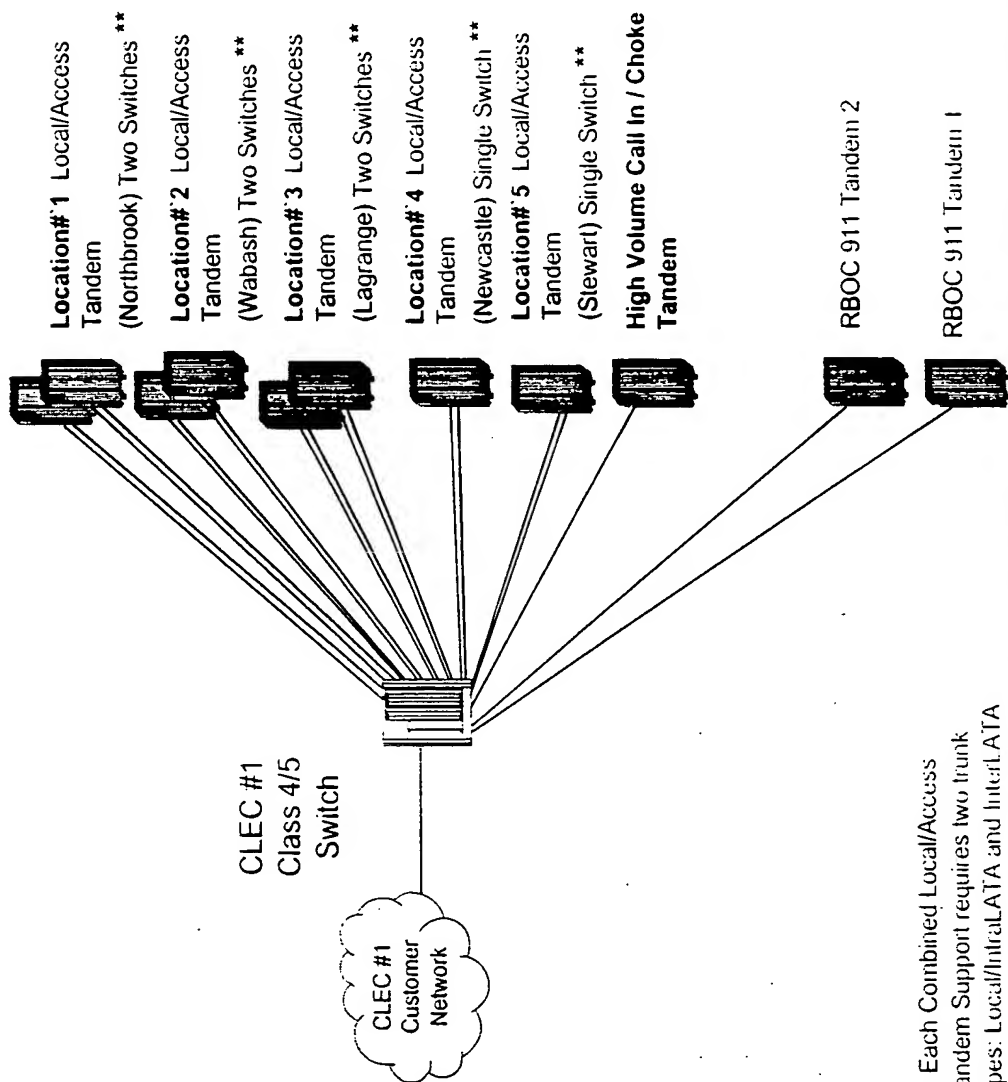 Location# 1 Local/Access
Tandem
(Northbrook) Two Switches **
Location# 2 Local/Access
Tandem
(Wabash) Two Switches **
Location# 3 Local/Access
Tandem
(Lagrange) Two Switches **
Location# 4 Local/Access
Tandem
(Newcastle) Single Switch **
Location# 5 Local/Access
Tandem
(Stewart) Single Switch **
High Volume Call In / Choke
Tandem
RBOC 911 Tandem 2
RBOC 911 Tandem 1
CLEC #1
Class 4/5
Switch
CLEC #1
Customer
Network
Each Combined Local/Access
andem Support requires two trunk
pes: Local/IntraLATA and InterLATA